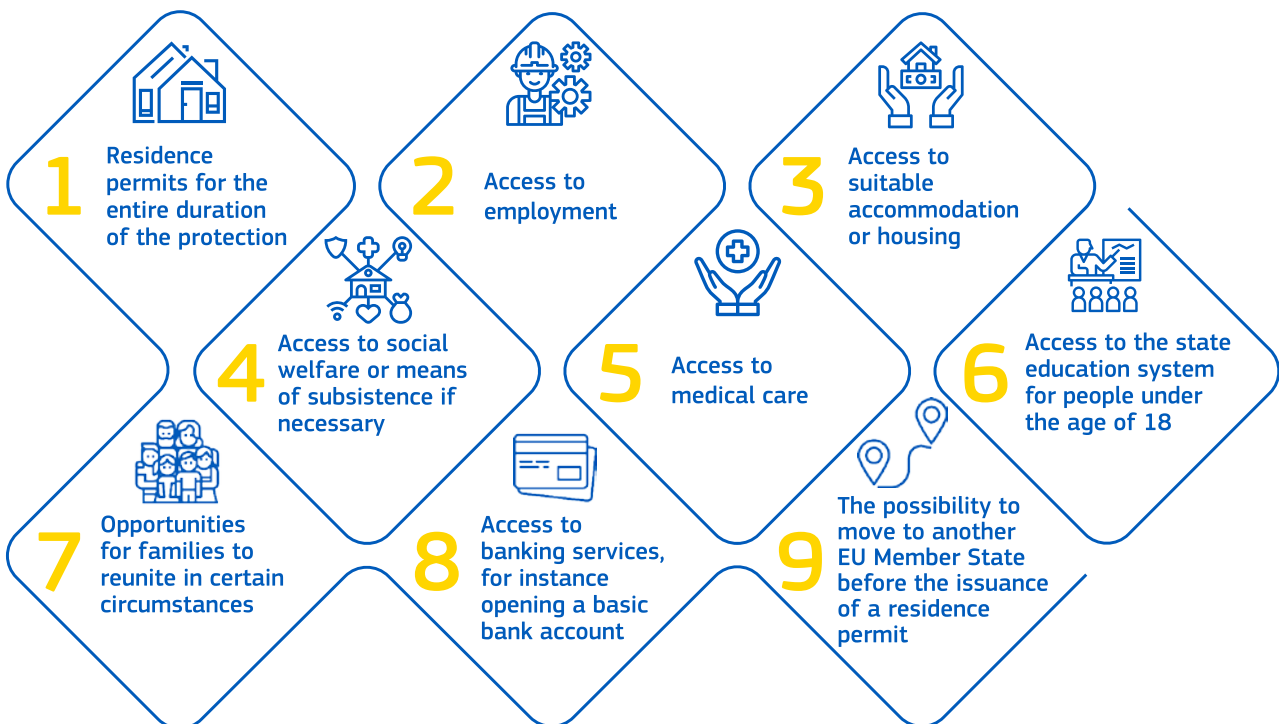 1
Residence
permits for the
entire duration
of the protection
2
Access to
employment
3
Access to
suitable
accommodation
or housing
4
Access to social
welfare or means
of subsistence if
necessary
5
Access to
medical care
6
Access to the state
education system
for people under
the age of 18
7
Opportunities
for families to
reunite in certain
circumstances
8
Access to
banking services,
for instance
opening a basic
bank account
9
The possibility to
move to another
EU Member State
before the issuance
of a residence
permit